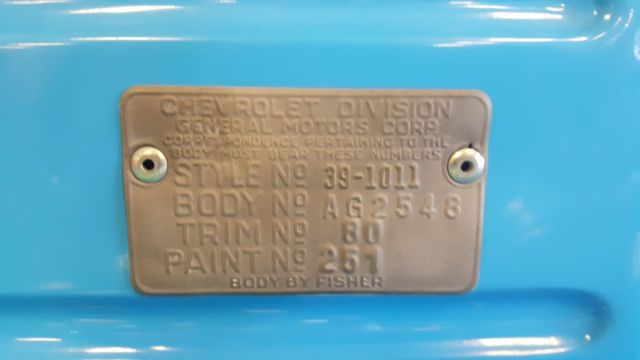 CHEVROLET DIVISION
GENERAL MOTORS CORP.
CORRESPONDENCE PERTAINING TO THE
BODY MUST BEAR THESE NUMBERS
STYLE Nº 39-1011
BODY Nº AG2548
TRIM Nº 80
PAINT Nº 251
BODY BY FISHER